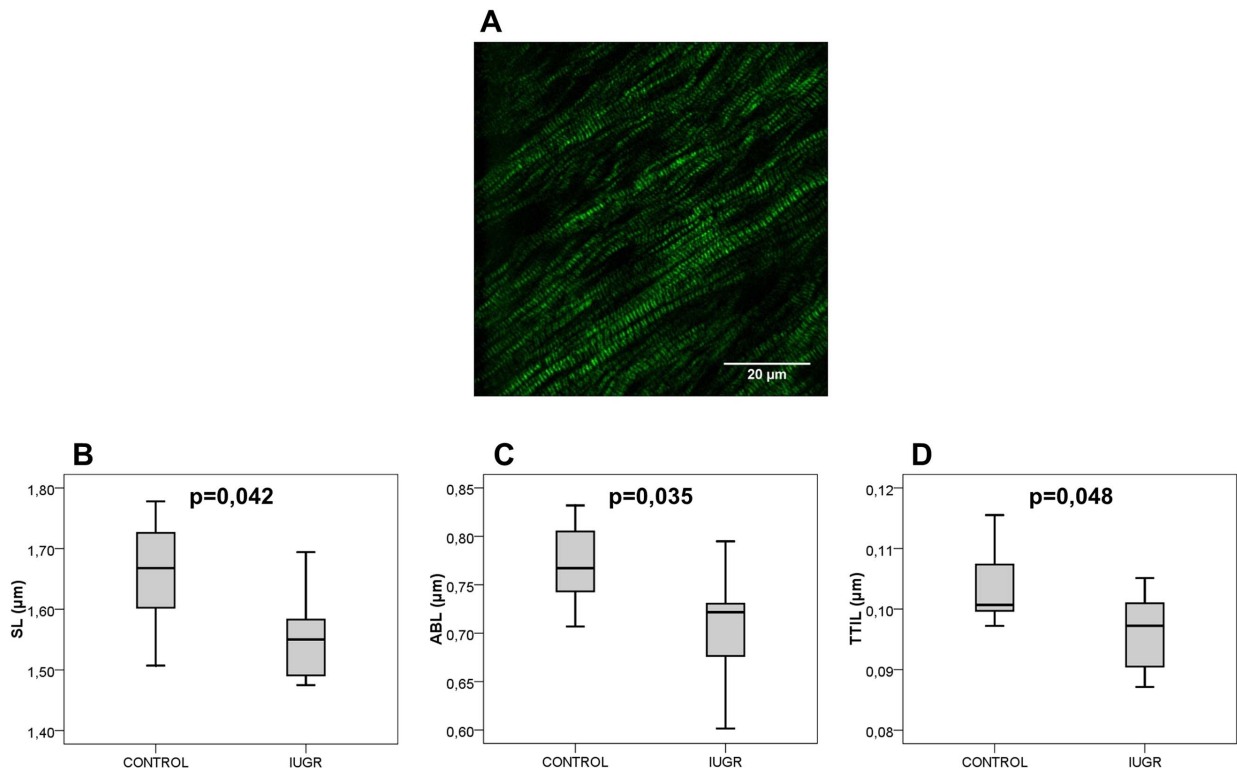 A
20 μm
B
p=0,042
SL (μm)
1,80
1,70
1,60
1,50
1,40
CONTROL
IUGR
C
p=0,035
ABL (μm)
0,85
0,80
0,75
0,70
0,65
0,60
CONTROL
IUGR
D
p=0,048
TTIL (μm)
0,12
0,11
0,10
0,09
0,08
CONTROL
IUGR